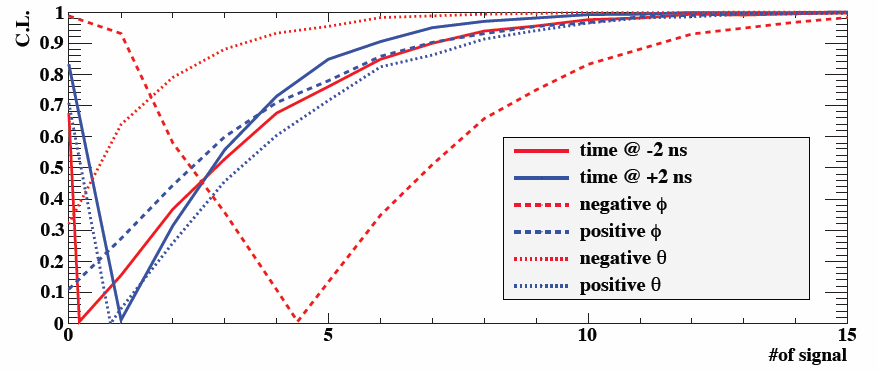 C.L.
1
0.9
0.8
0.7
0.6
0.5
0.4
0.3
0.2
0.1
0
time @ -2 ns
time @ +2 ns
negative ϕ
positive ϕ
negative θ
positive θ
0 5 10 15
#of signal